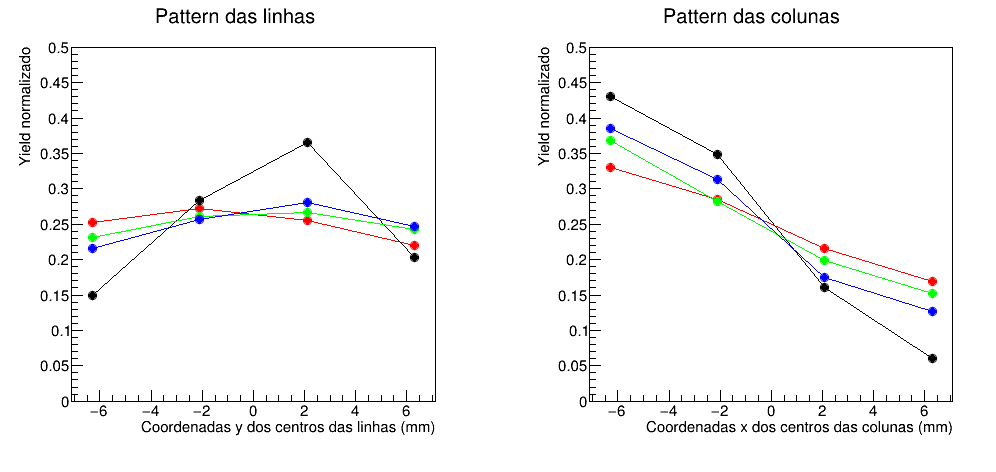 Pattern das linhas
Yield normalizado
0.5
0.45
0.4
0.35
0.3
0.25
0.2
0.15
0.1
0.05
0
−6 −4 −2 0 2 4 6
Coordenadas y dos centros das linhas (mm)
Pattern das colunas
Yield normalizado
0.5
0.45
0.4
0.35
0.3
0.25
0.2
0.15
0.1
0.05
0
−6 −4 −2 0 2 4 6
Coordenadas x dos centros das colunas (mm)